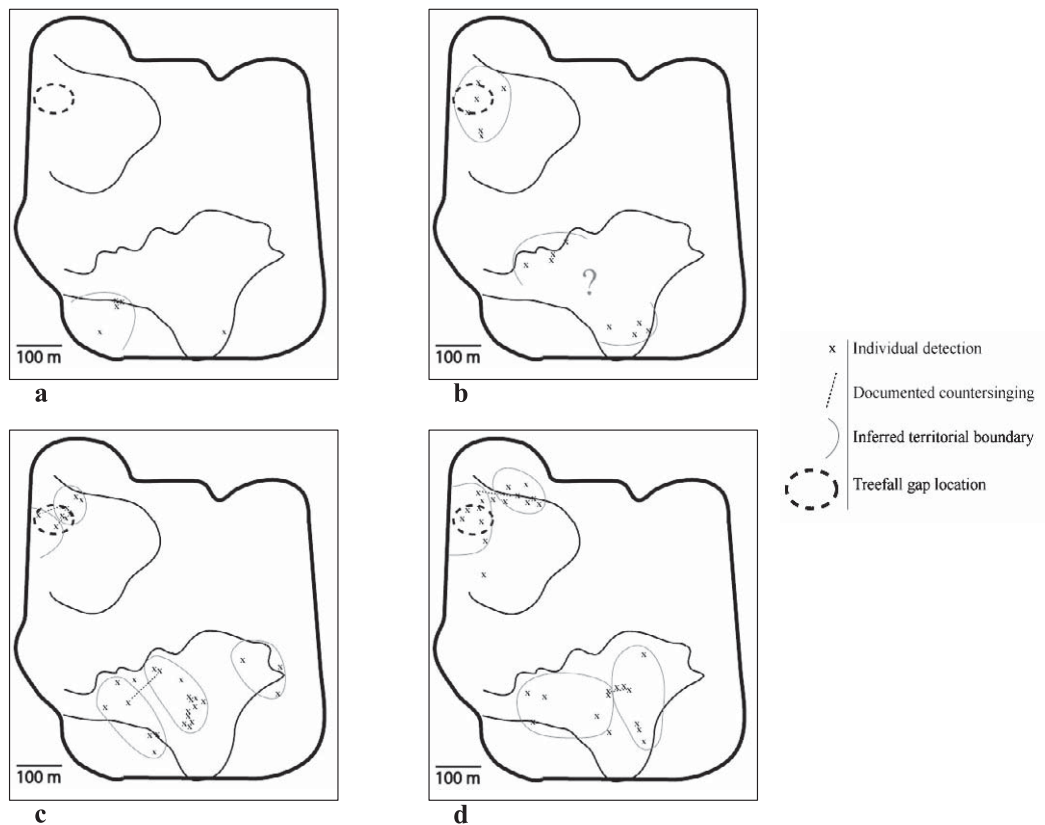 ?
100 m
100 m
a
b
x Individual detection
Documented countersinging
Inferred territorial boundary
Treefall gap location
100 m
100 m
c
d